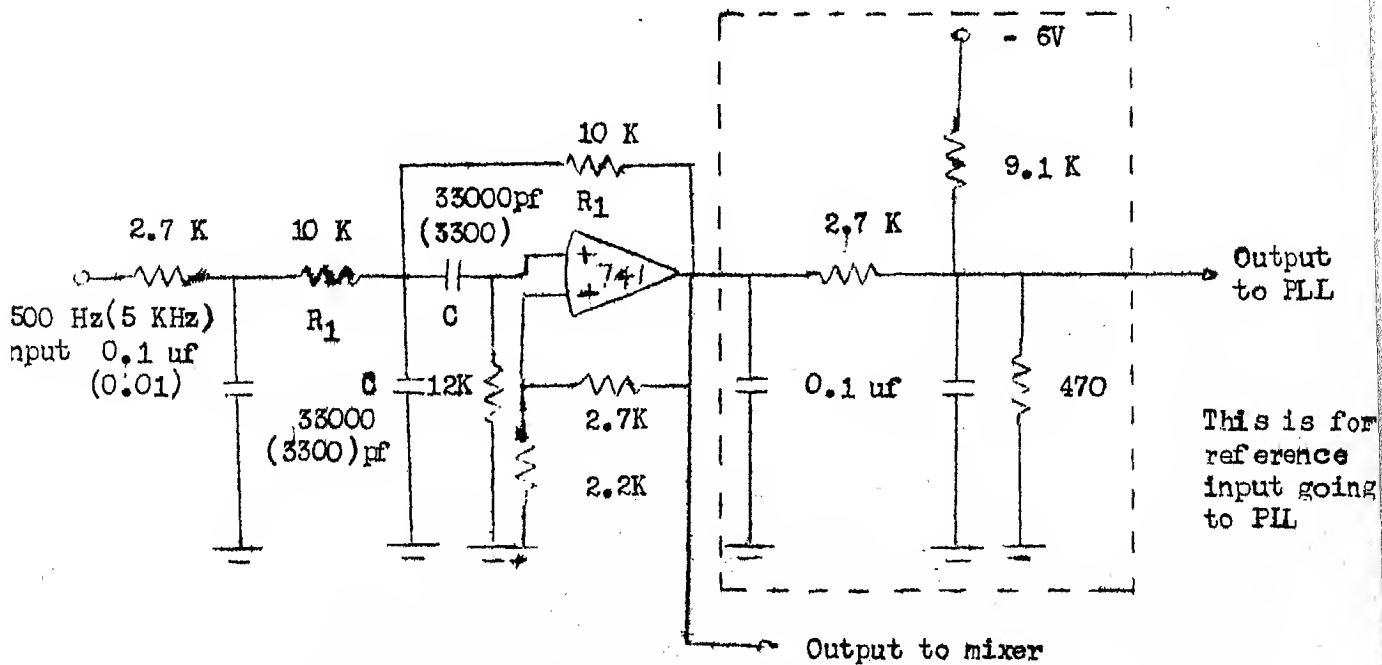 - 6V
10 K
R1
9.1 K
33000pf
(3300)
2.7 K
10 K
2.7 K
+
741
+
Output
to PLL
500 Hz(5 KHz)
nput 0.1 uf
(0.01)
R1
C
C
12K
33000
(3300)pf
2.7K
2.2K
0.1 uf
470
This is for
reference
input going
to PLL
Output to mixer